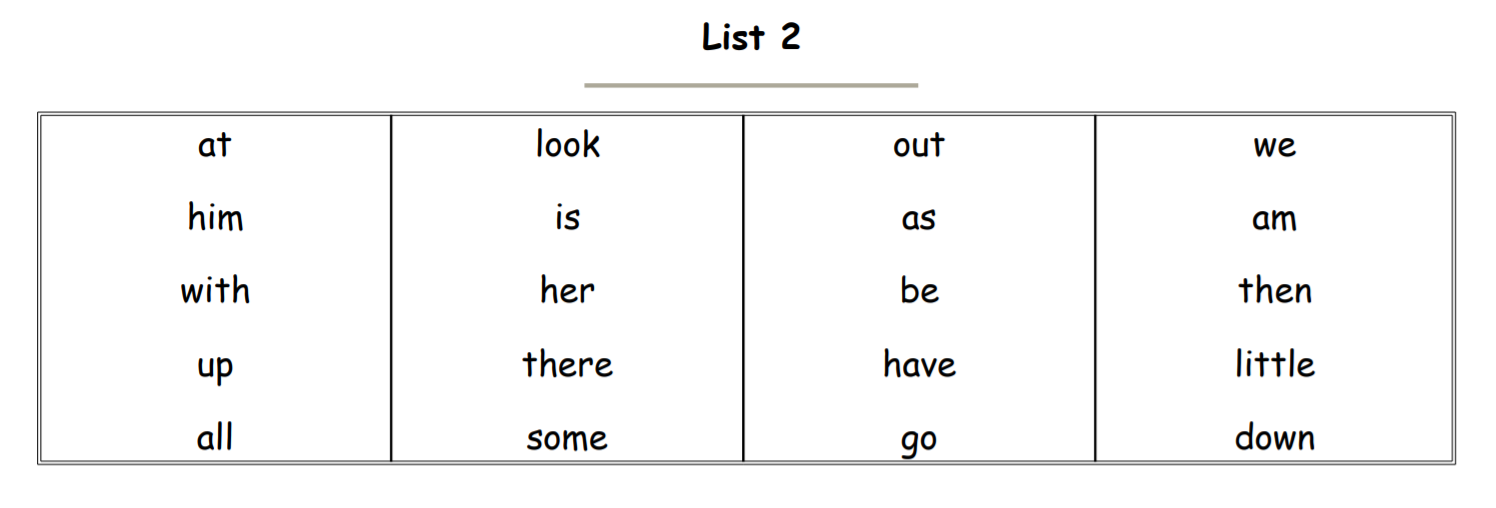 List 2
at look out we
him is as am
with her be then
up there have little
all some go down